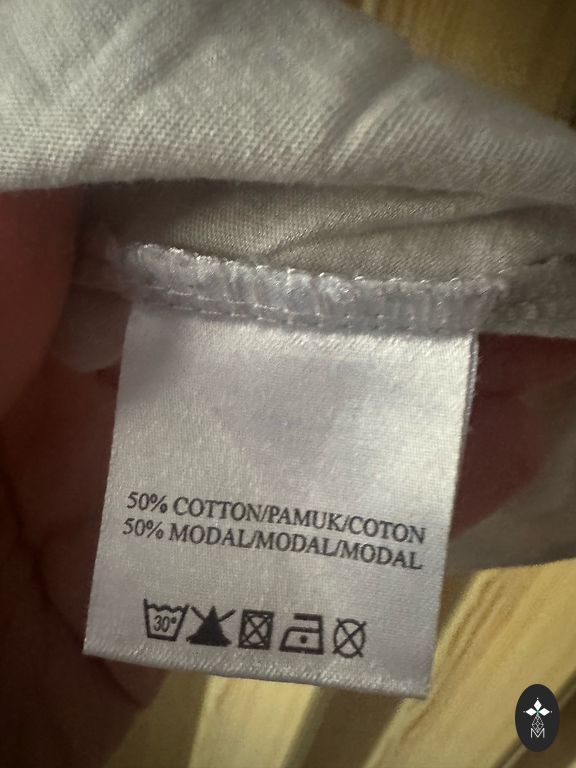 50% COTTON/PAMUK/COTON
50% MODAL/MODAL/MODAL
30°
M